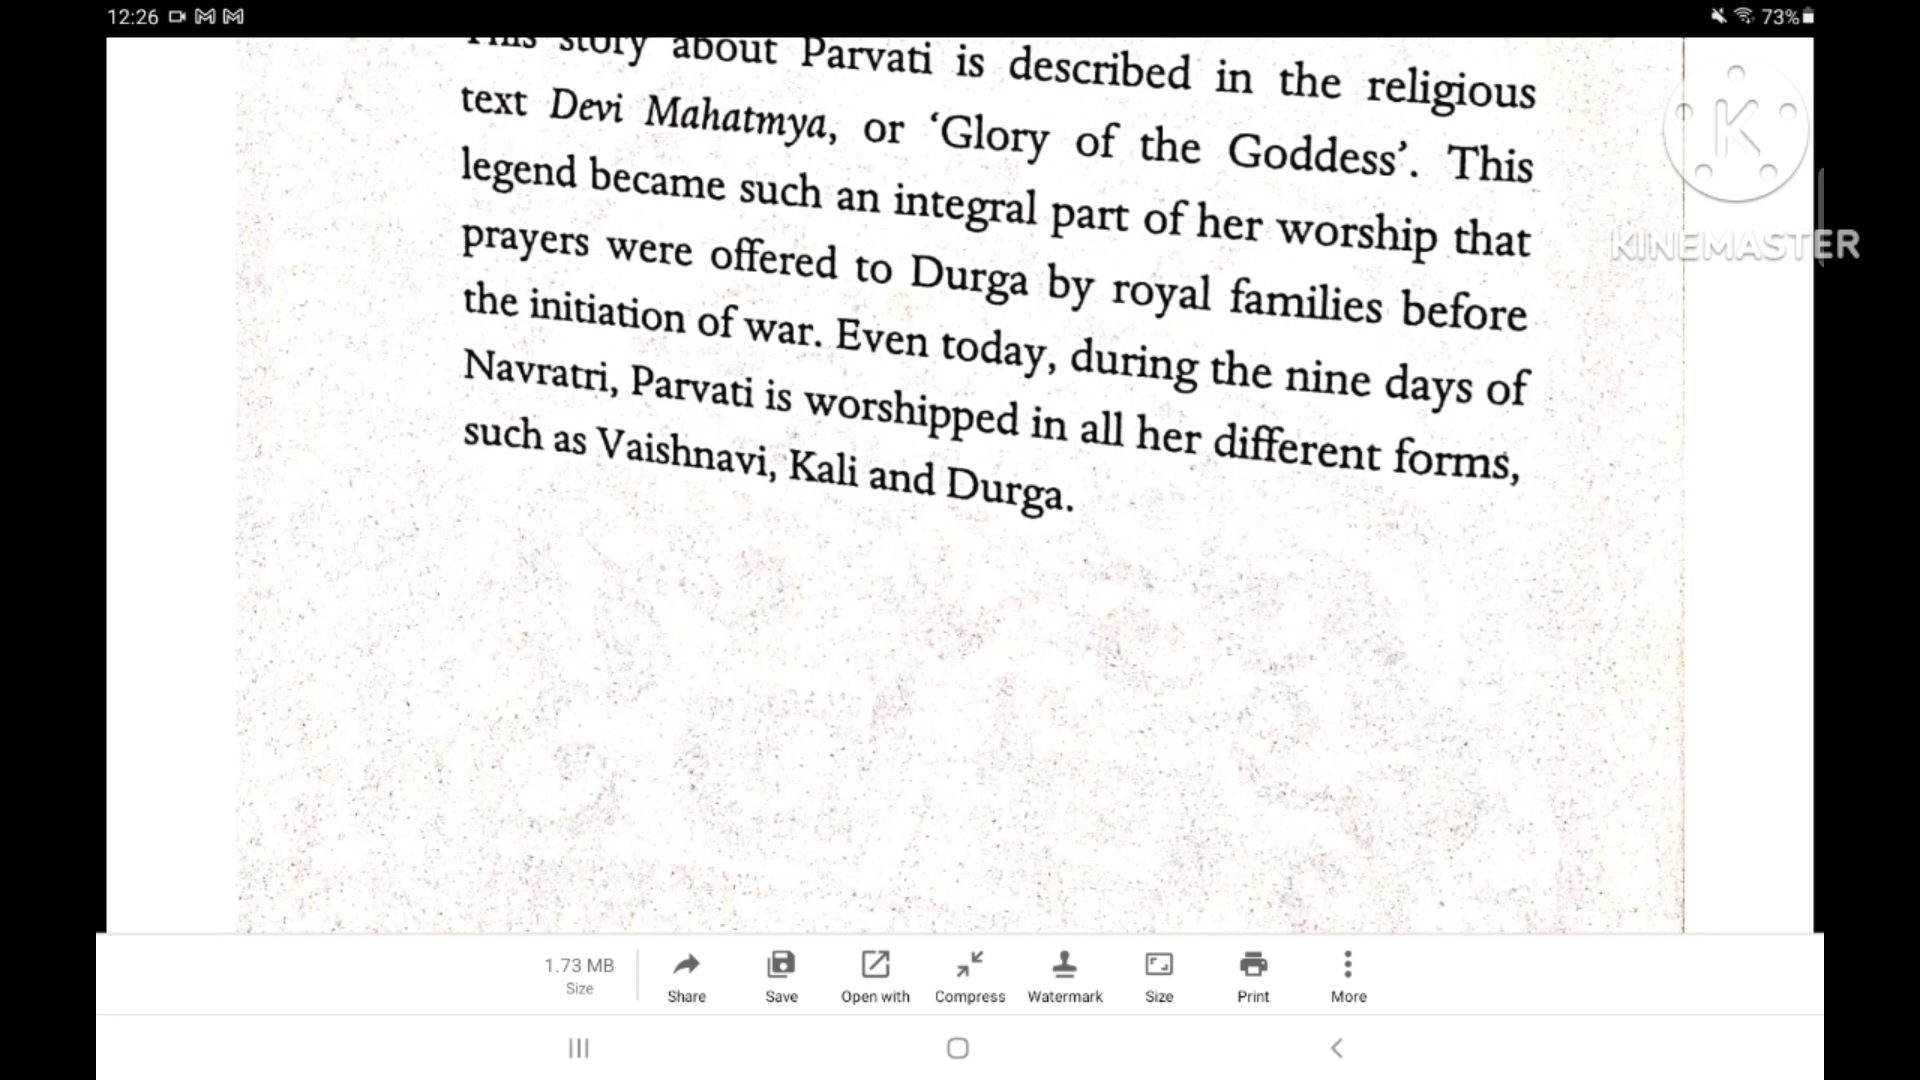 12:26
73%
This story about Parvati is described in the religious
text Devi Mahatmya, or ‘Glory of the Goddess’. This
legend became such an integral part of her worship that
prayers were offered to Durga by royal families before
the initiation of war. Even today, during the nine days of
Navratri, Parvati is worshipped in all her different forms,
such as Vaishnavi, Kali and Durga.
K
KINEMASTER
1.73 MB
Size
Share
Save
Open with
Compress
Watermark
Size
Print
More